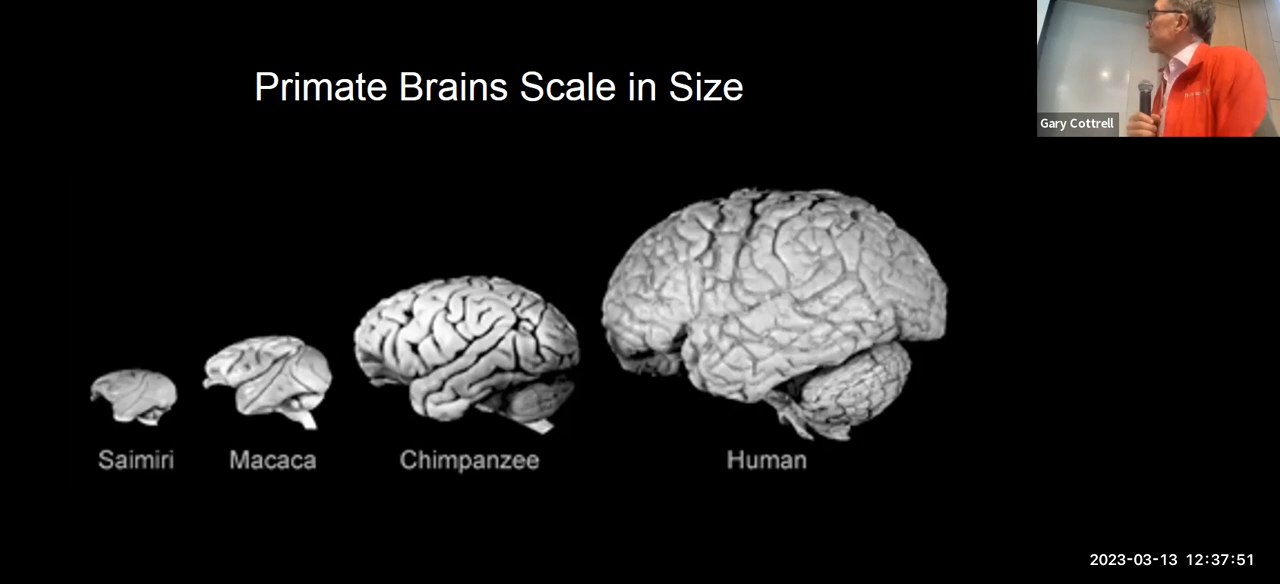 Primate Brains Scale in Size
Gary Cottrell
Saimiri
Macaca
Chimpanzee
Human
2023-03-13 12:37:51